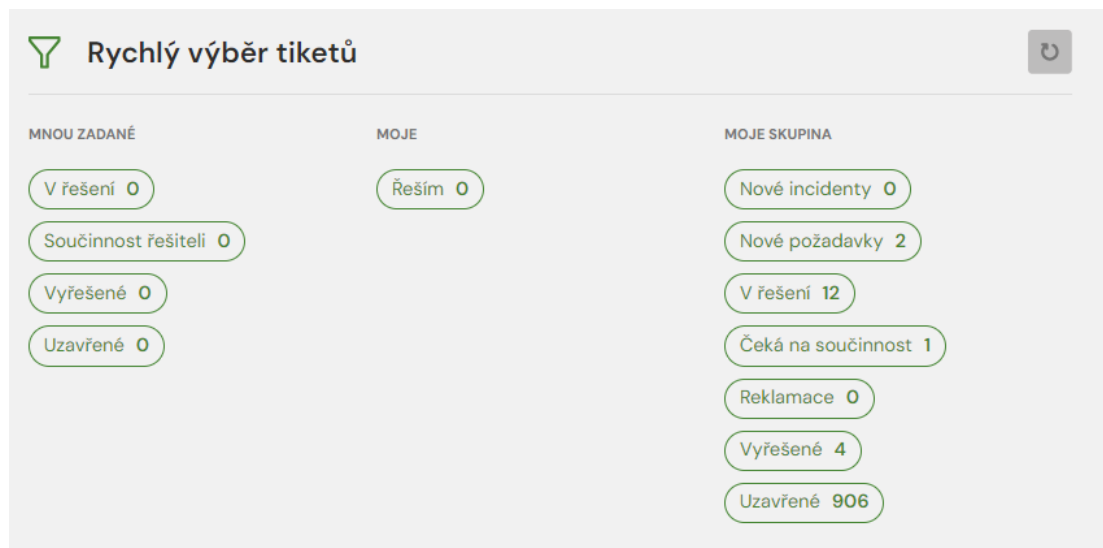 Rychlý výběr tiketů
MNOU ZADANÉ
V řešení 0
Součinnost řešiteli 0
Vyřešené 0
Uzavřené 0
MOJE
Řeším 0
MOJE SKUPINA
Nové incidenty 0
Nové požadavky 2
V řešení 12
Čeká na součinnost 1
Reklamace 0
Vyřešené 4
Uzavřené 906